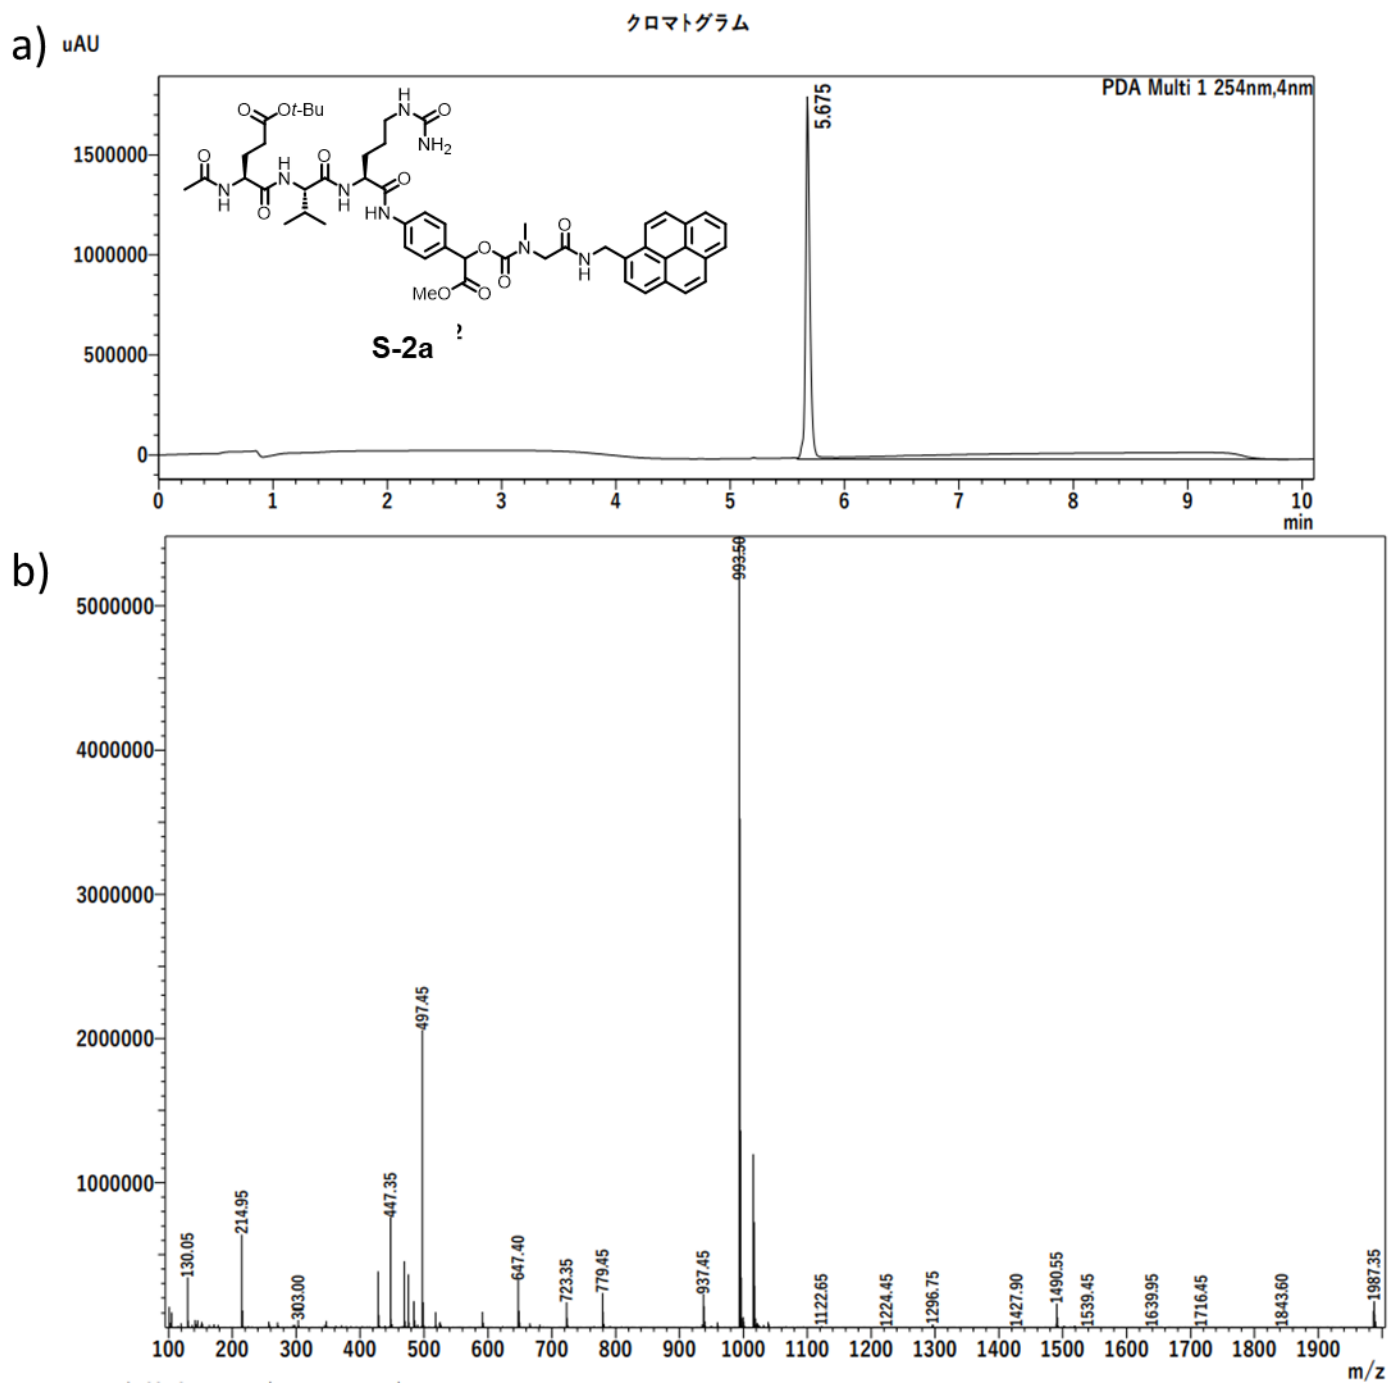 クロマトグラム
a) uAU
PDA Multi 1 254nm,4nm
5.675
1500000
1000000
500000
0
O
Ot-Bu
H
N
O
NH2
O
N
H
O
H
N
O
N
H
O
HN
O
O
N
O
N
H
MeO
O
S-2a
2
0 1 2 3 4 5 6 7 8 9 10
min
b)
993.50
5000000
4000000
3000000
2000000
1000000
130.05
214.95
303.00
447.35
497.45
647.40
723.35
779.45
937.45
1122.65
1224.45
1296.75
1427.90
1490.55
1539.45
1639.95
1716.45
1843.60
1987.35
100 200 300 400 500 600 700 800 900 1000 1100 1200 1300 1400 1500 1600 1700 1800 1900
m/z